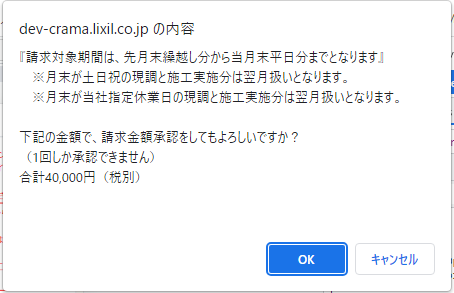 dev-crama.lixil.co.jp の内容
『請求対象期間は、先月末繰越し分から当月末平日分までとなります』
※月末が土日祝の現調と施工実施分は翌月扱いとなります。
※月末が当社指定休業日の現調と施工実施分は翌月扱いとなります。
下記の金額で、請求金額承認をしてもよろしいですか？
（1回しか承認できません）
合計40,000円（税別）
OK
キャンセル